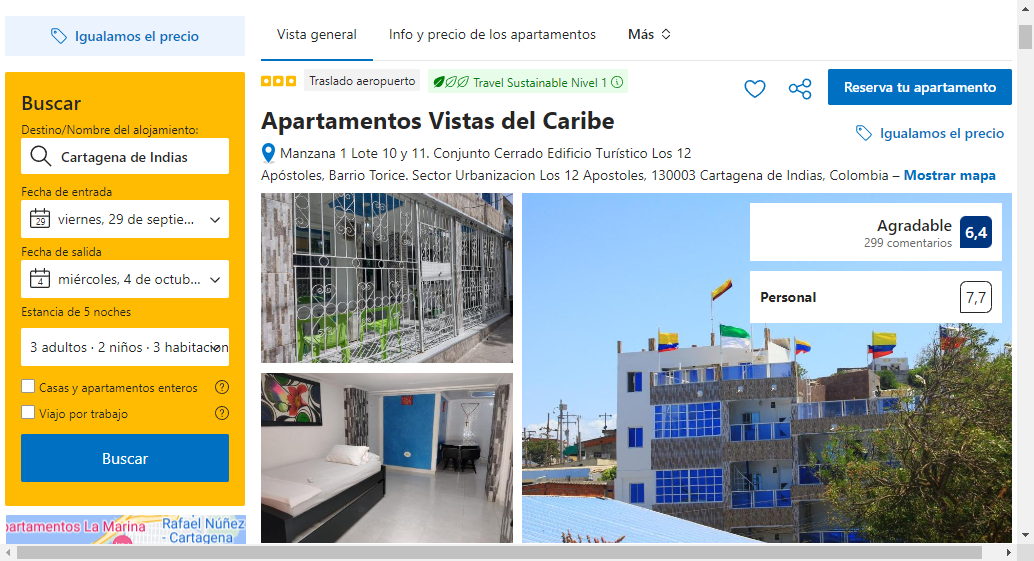 Igualamos el precio
Vista general
Info y precio de los apartamentos
Más
Buscar
Destino/Nombre del alojamiento:
Cartagena de Indias
Fecha de entrada
29
viernes, 29 de septie...
Fecha de salida
4
miércoles, 4 de octub...
Estancia de 5 noches
3 adultos · 2 niños · 3 habitacion
Casas y apartamentos enteros
Viajo por trabajo
Buscar
partamentos La Marina
Rafael Núñez
- Cartagena
Traslado aeropuerto
Travel Sustainable Nivel 1
Reserva tu apartamento
Apartamentos Vistas del Caribe
Igualamos el precio
Manzana 1 Lote 10 y 11. Conjunto Cerrado Edificio Turístico Los 12
Apóstoles, Barrio Torice. Sector Urbanizacion Los 12 Apostoles, 130003 Cartagena de Indias, Colombia – Mostrar mapa
Agradable
299 comentarios
6,4
Personal
7,7